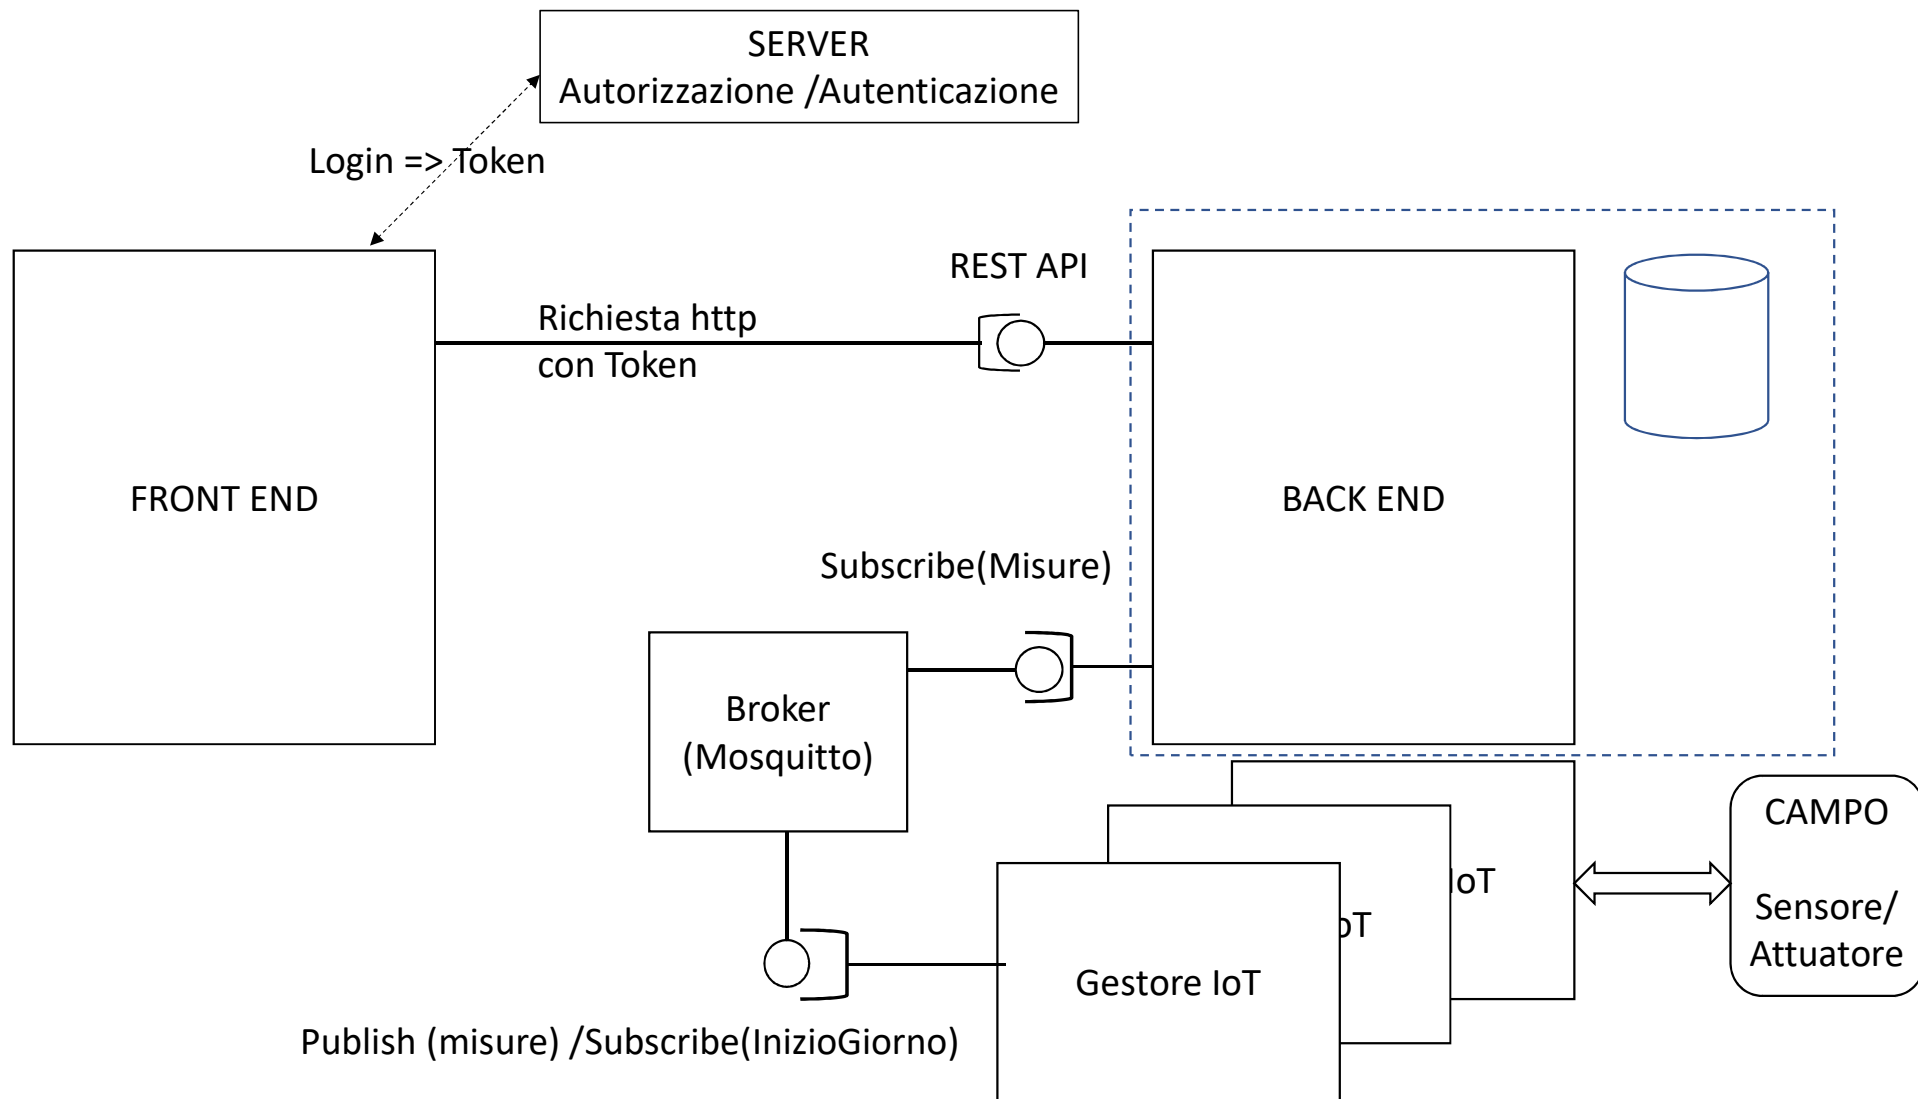 SERVER
Autorizzazione /Autenticazione
Login => Token
REST API
Richiesta http
con Token
FRONT END
BACK END
Subscribe(Misure)
Broker
(Mosquitto)
CAMPO
IoT
Sensore/
Attuatore
oT
Gestore IoT
Publish (misure) /Subscribe(InizioGiorno)